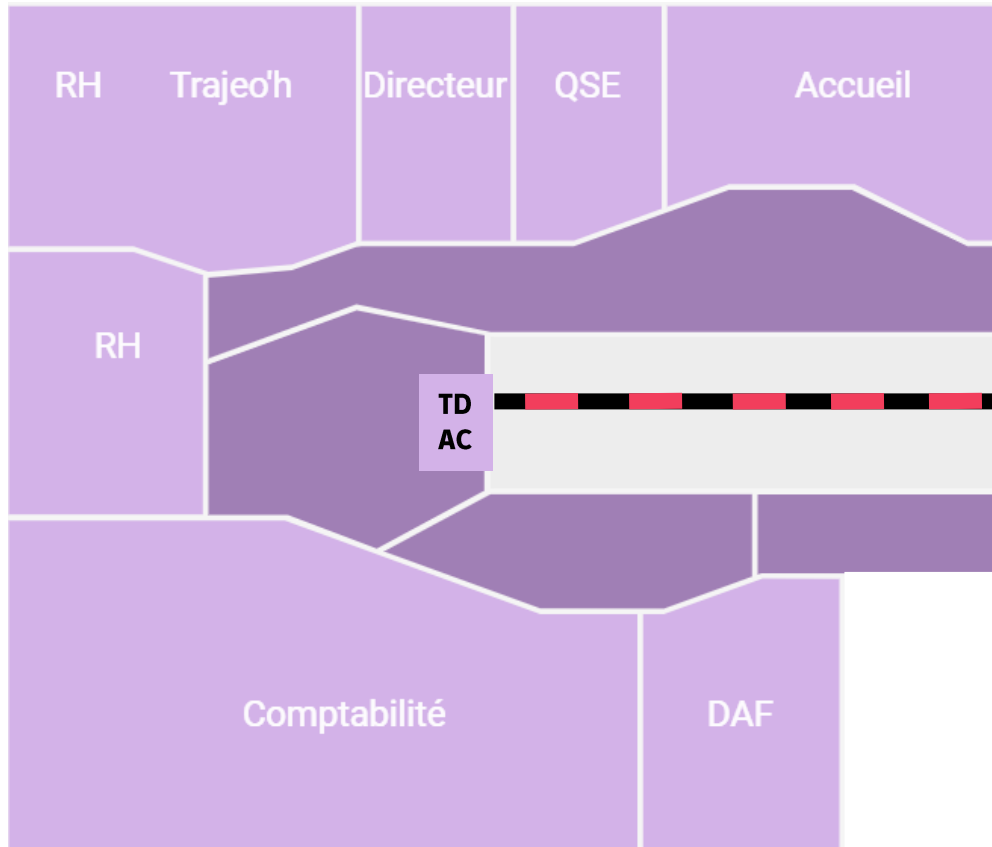 RH Trajeo'h Directeur QSE Accueil
RH
TD
AC
Comptabilité DAF